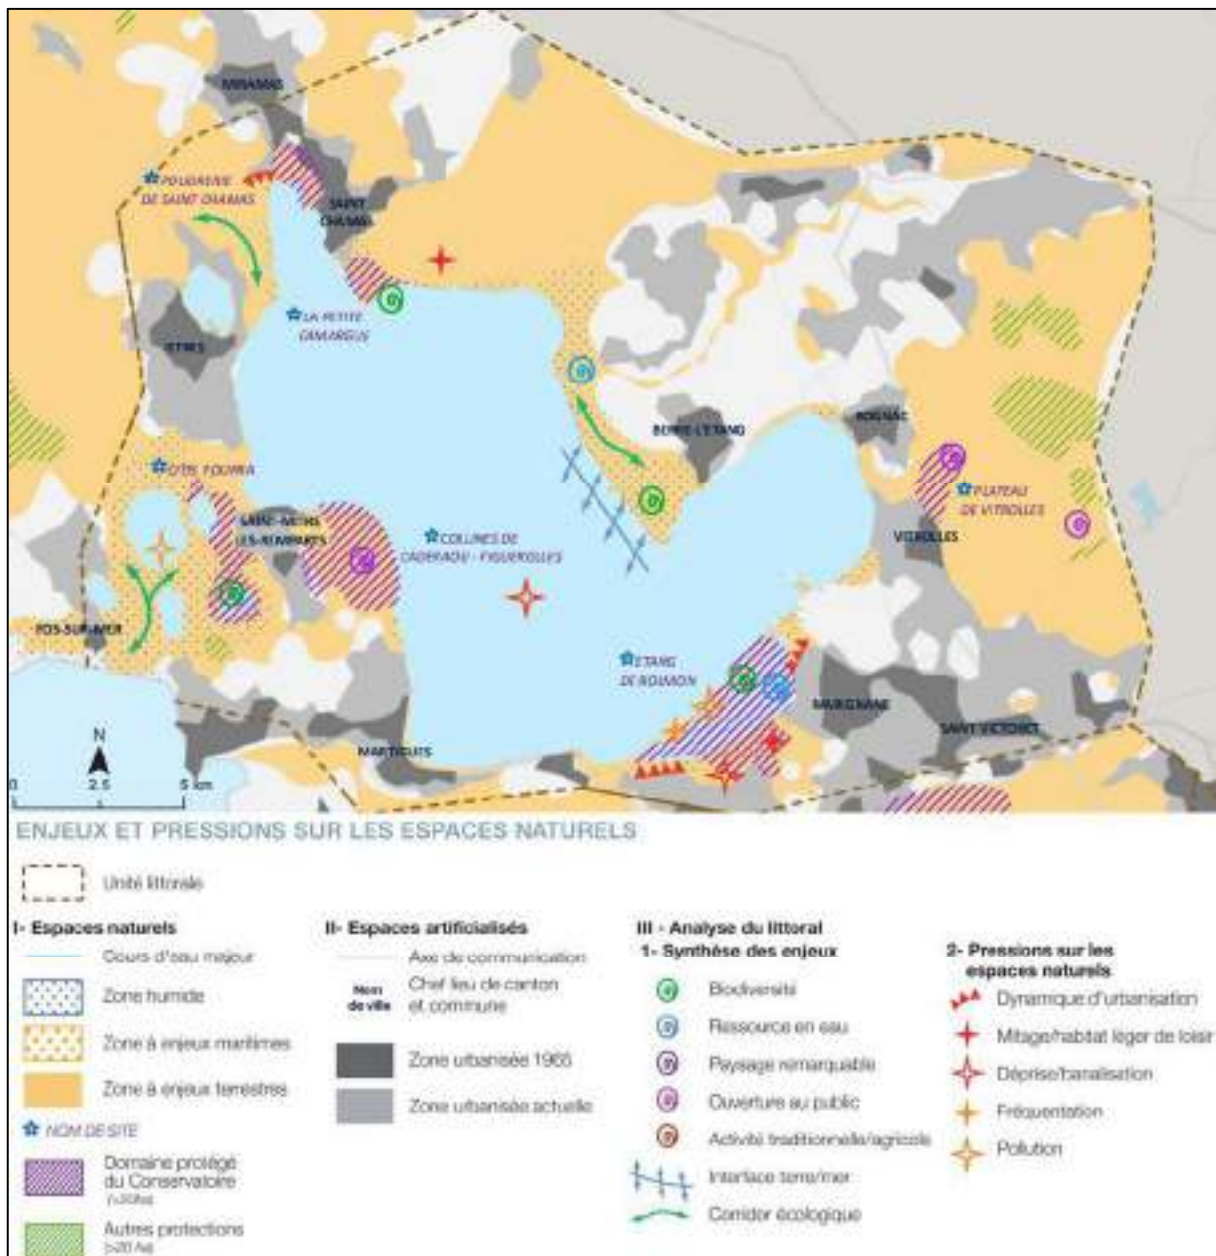 MIRAMAS
POUDRERIE
DE SAINT CHAMAS
SAINT
CHAMAS
LA PETITE
CAMARGUE
ISTRES
BERRE-L'ETANG
ROGNAC
PLATEAU
DE VITROLLES
VITROLLES
SAINT-MITRE
LES-REMPARTS
COLLINES DE
CADERAOU - FIGUEROLLES
FOS-SUR-MER
ETANG
DE BOLMON
MARIGNANE
SAINT VICTORET
MARTIGUES
N
0 2.5 5 km
ENJEUX ET PRESSIONS SUR LES ESPACES NATURELS
Unité littorale
I- Espaces naturels
Cours d'eau majeur
Zone humide
Zone à enjeux maritimes
Zone à enjeux terrestres
NOM DE SITE
Domaine protégé
du Conservatoire
(>20ha)
Autres protections
(>20 ha)
II- Espaces artificialisés
Axe de communication
Nom
de ville
Chef lieu de canton
et commune
Zone urbanisée 1965
Zone urbanisée actuelle
III - Analyse du littoral
1- Synthèse des enjeux
Biodiversité
Ressource en eau
Paysage remarquable
Ouverture au public
Activité traditionnelle/agricole
Interface terre/mer
Corridor écologique
2- Pressions sur les
espaces naturels
Dynamique d'urbanisation
Mitage/habitat léger de loisir
Déprise/banalisation
Fréquentation
Pollution